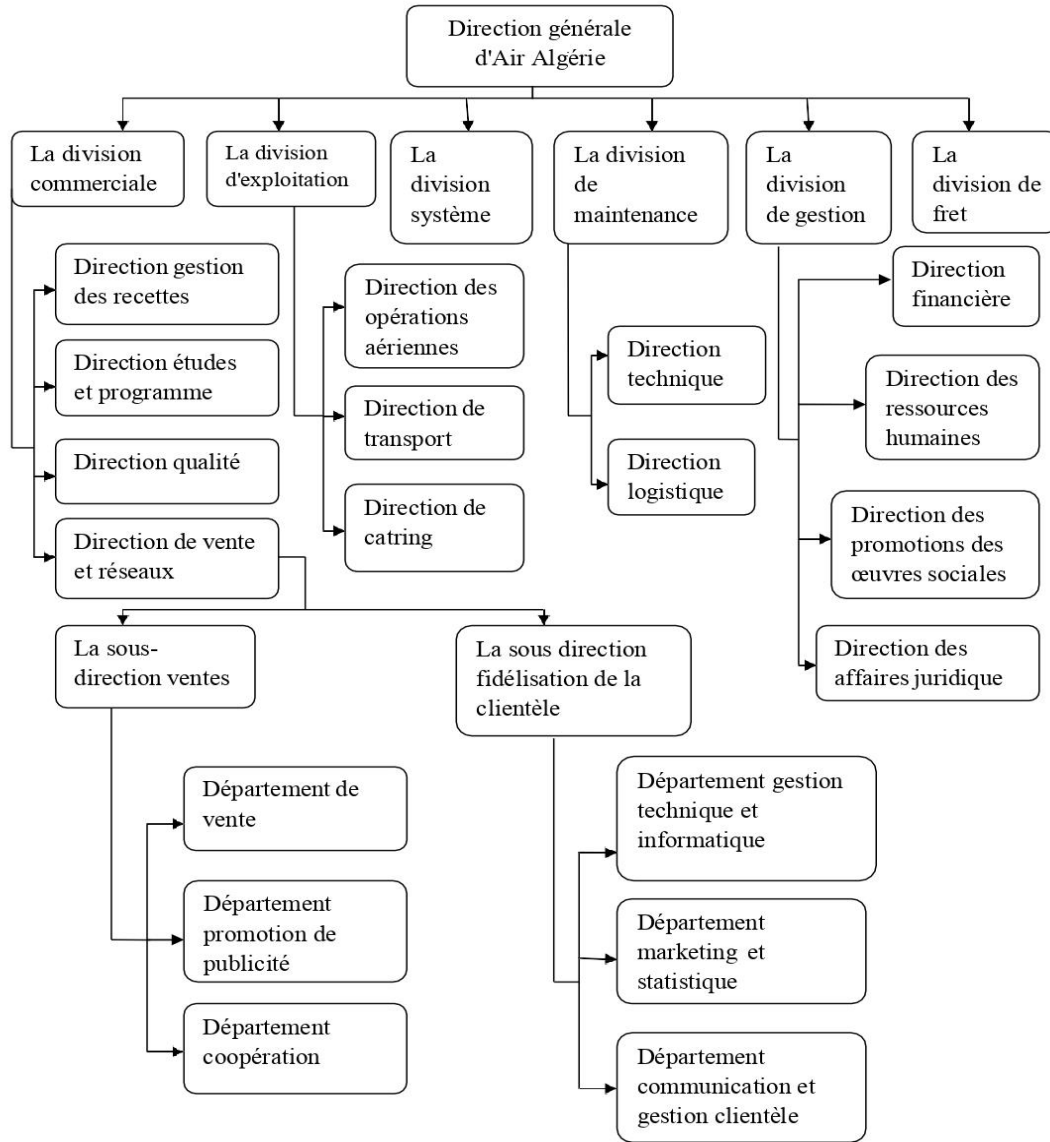 Direction générale
d'Air Algérie
La division
commerciale
La division
d'exploitation
La
division
système
La division
de
maintenance
La
division
de gestion
La
division de
fret
Direction gestion
des recettes
Direction études
et programme
Direction qualité
Direction de vente
et réseaux
Direction des
opérations
aériennes
Direction de
transport
Direction de
catring
Direction
technique
Direction
logistique
Direction
financière
Direction des
ressources
humaines
Direction des
promotions des
œuvres sociales
Direction des
affaires juridique
La sous-
direction ventes
La sous direction
fidélisation de la
clientèle
Département de
vente
Département
promotion de
publicité
Département
coopération
Département gestion
technique et
informatique
Département
marketing et
statistique
Département
communication et
gestion clientèle